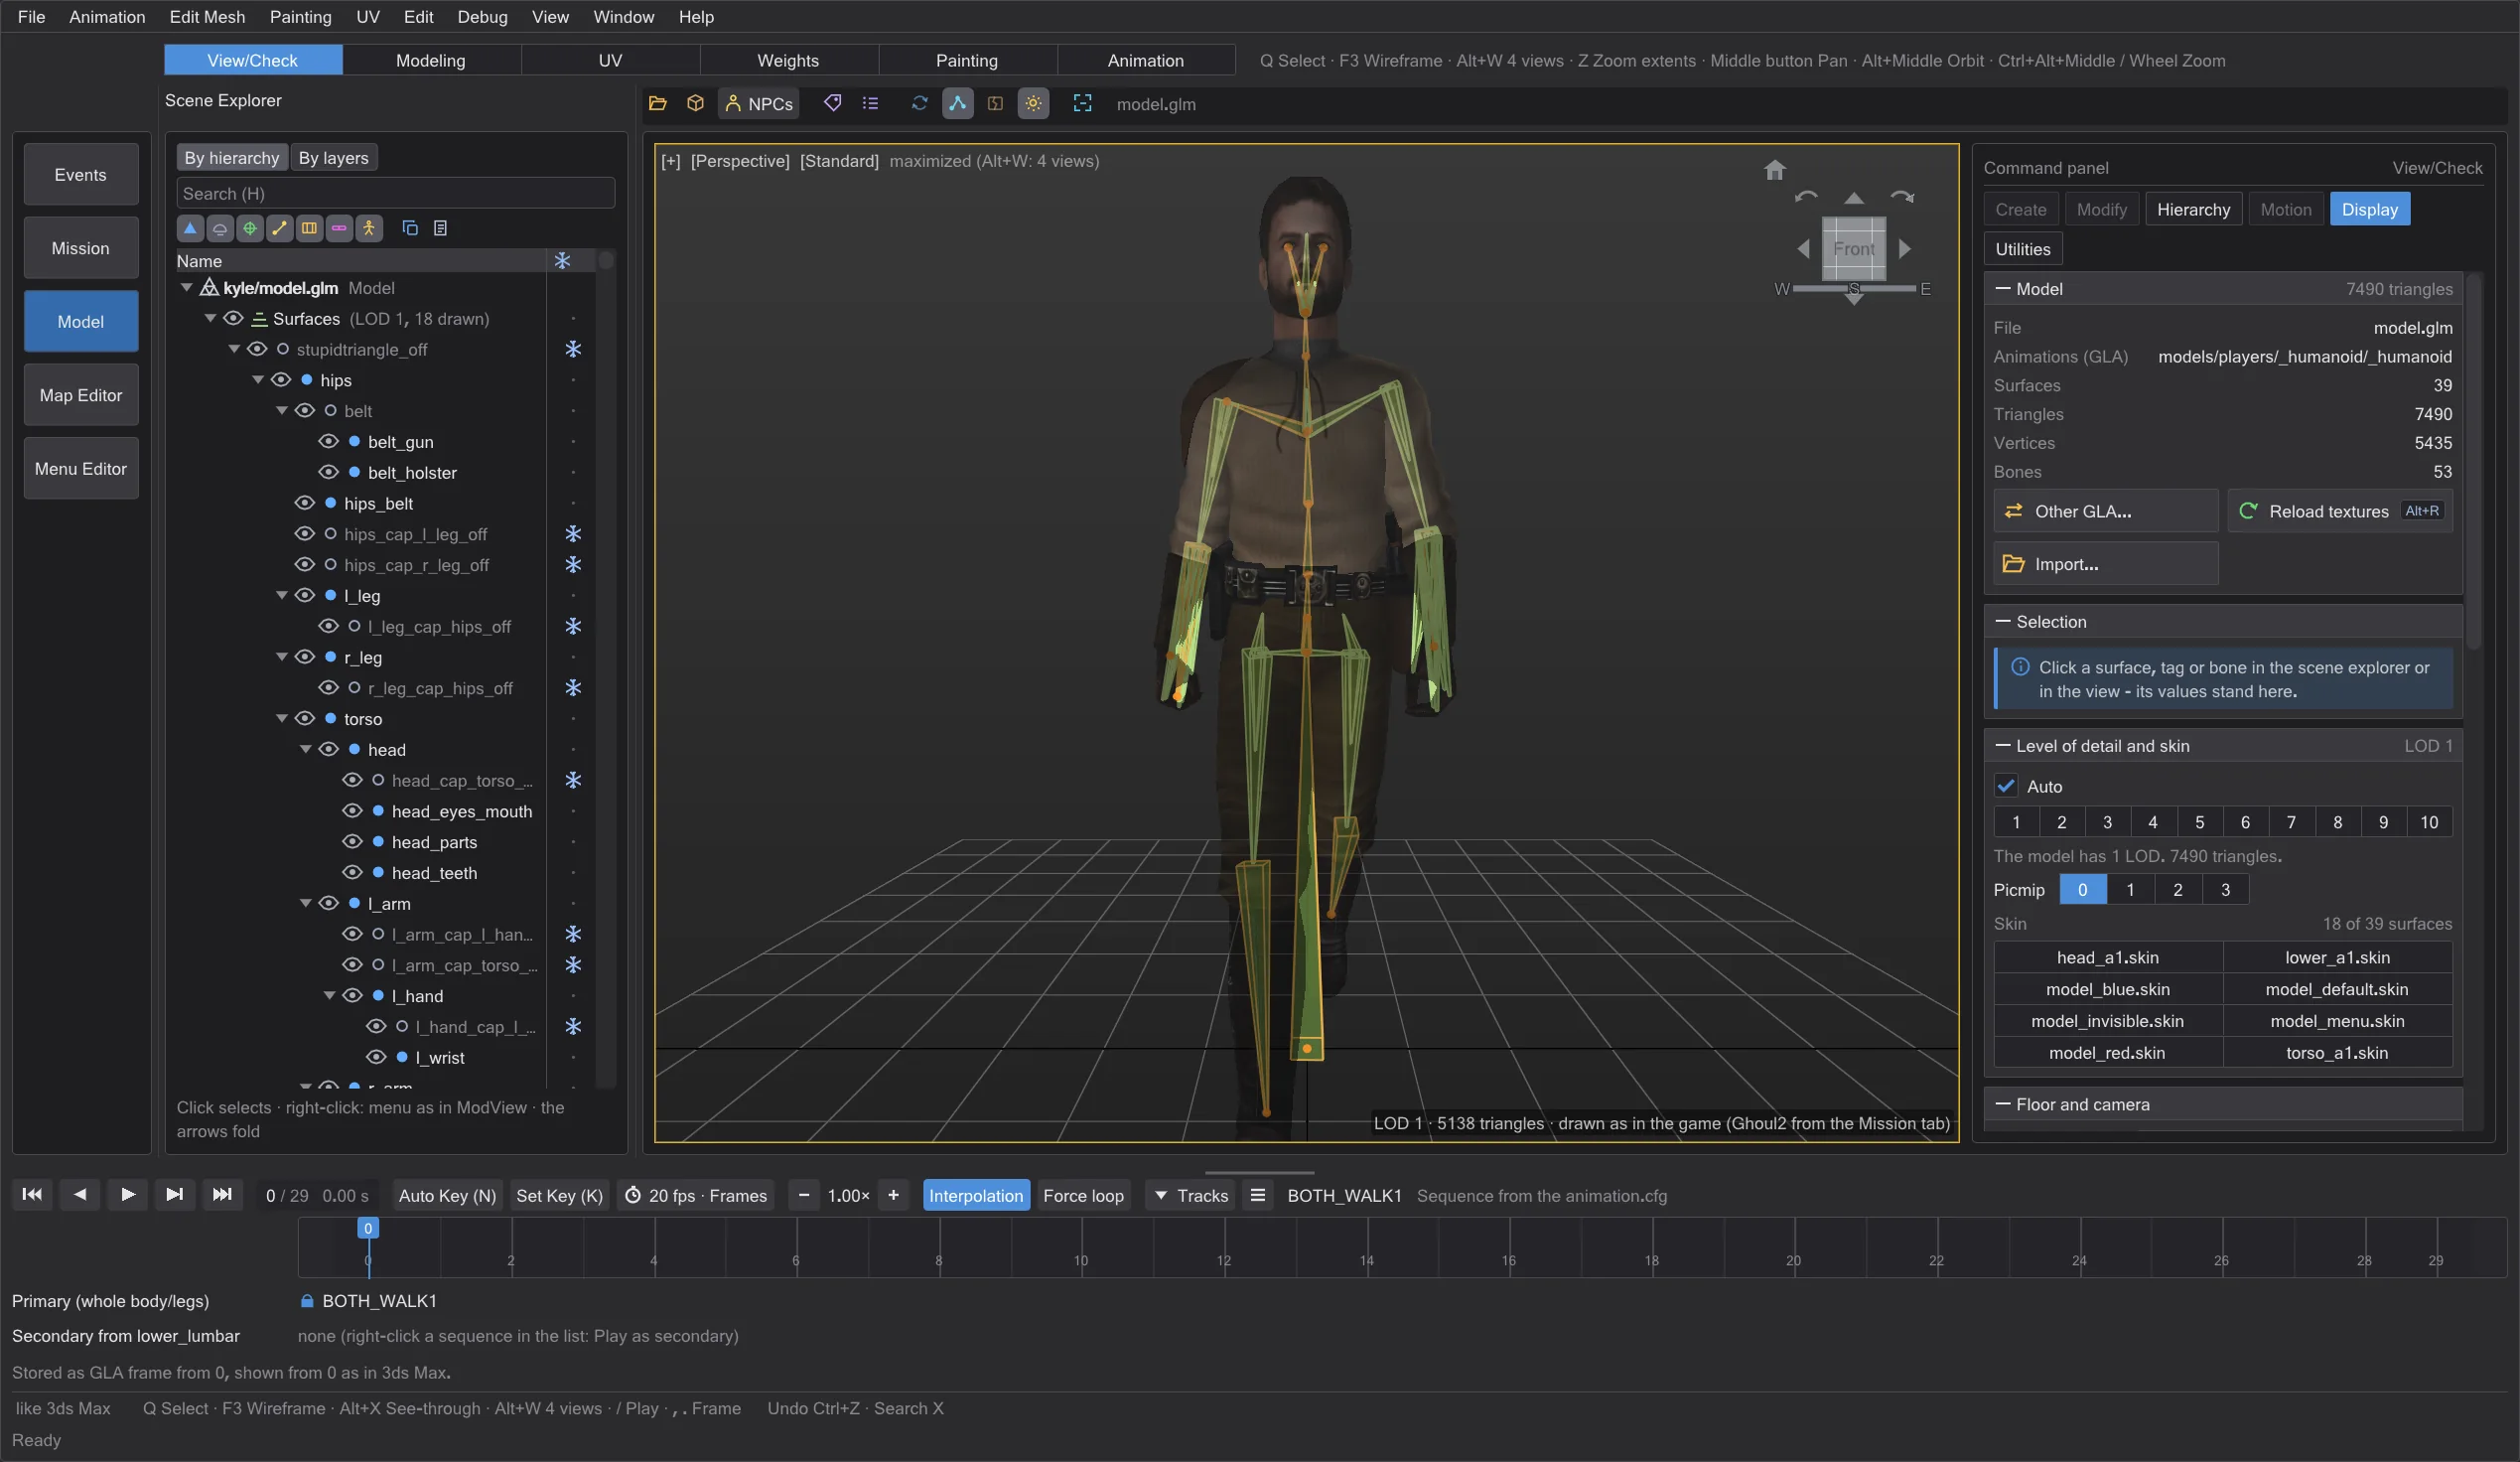 File Animation Edit Mesh Painting UV Edit Debug View Window Help
View/Check Modeling UV Weights Painting Animation Q Select · F3 Wireframe · Alt+W 4 views · Z Zoom extents · Middle button Pan · Alt+Middle Orbit · Ctrl+Alt+Middle / Wheel Zoom
Scene Explorer
NPCs model.glm
Events
Mission
Model
Map Editor
Menu Editor
By hierarchy By layers
Search (H)
Name
kyle/model.glm Model
Surfaces (LOD 1, 18 drawn)
stupidtriangle_off
hips
belt
belt_gun
belt_holster
hips_belt
hips_cap_l_leg_off
hips_cap_r_leg_off
l_leg
l_leg_cap_hips_off
r_leg
r_leg_cap_hips_off
torso
head
head_cap_torso_...
head_eyes_mouth
head_parts
head_teeth
l_arm
l_arm_cap_l_han...
l_arm_cap_torso_...
l_hand
l_hand_cap_l_...
l_wrist
r_arm
Click selects · right-click: menu as in ModView · the
arrows fold
[+] [Perspective] [Standard] maximized (Alt+W: 4 views)
Front
W S E
LOD 1 · 5138 triangles · drawn as in the game (Ghoul2 from the Mission tab)
Command panel View/Check
Create Modify Hierarchy Motion Display
Utilities
Model 7490 triangles
File model.glm
Animations (GLA) models/players/_humanoid/_humanoid
Surfaces 39
Triangles 7490
Vertices 5435
Bones 53
Other GLA... Reload textures Alt+R
Import...
Selection
Click a surface, tag or bone in the scene explorer or
in the view - its values stand here.
Level of detail and skin LOD 1
Auto
1 2 3 4 5 6 7 8 9 10
The model has 1 LOD. 7490 triangles.
Picmip 0 1 2 3
Skin 18 of 39 surfaces
head_a1.skin lower_a1.skin
model_blue.skin model_default.skin
model_invisible.skin model_menu.skin
model_red.skin torso_a1.skin
Floor and camera
0 / 29 0.00 s Auto Key (N) Set Key (K) 20 fps · Frames − 1.00× + Interpolation Force loop Tracks BOTH_WALK1 Sequence from the animation.cfg
0
0 2 4 6 8 10 12 14 16 18 20 22 24 26 28 29
Primary (whole body/legs) BOTH_WALK1
Secondary from lower_lumbar none (right-click a sequence in the list: Play as secondary)
Stored as GLA frame from 0, shown from 0 as in 3ds Max.
like 3ds Max Q Select · F3 Wireframe · Alt+X See-through · Alt+W 4 views · / Play · , . Frame Undo Ctrl+Z · Search X
Ready